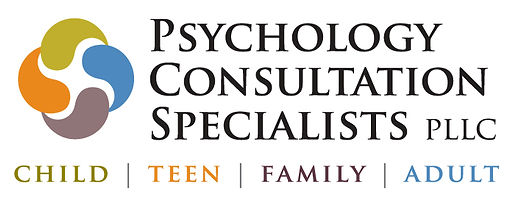 PSYCHOLOGY
CONSULTATION
SPECIALISTS PLLC
CHILD | TEEN | FAMILY | ADULT